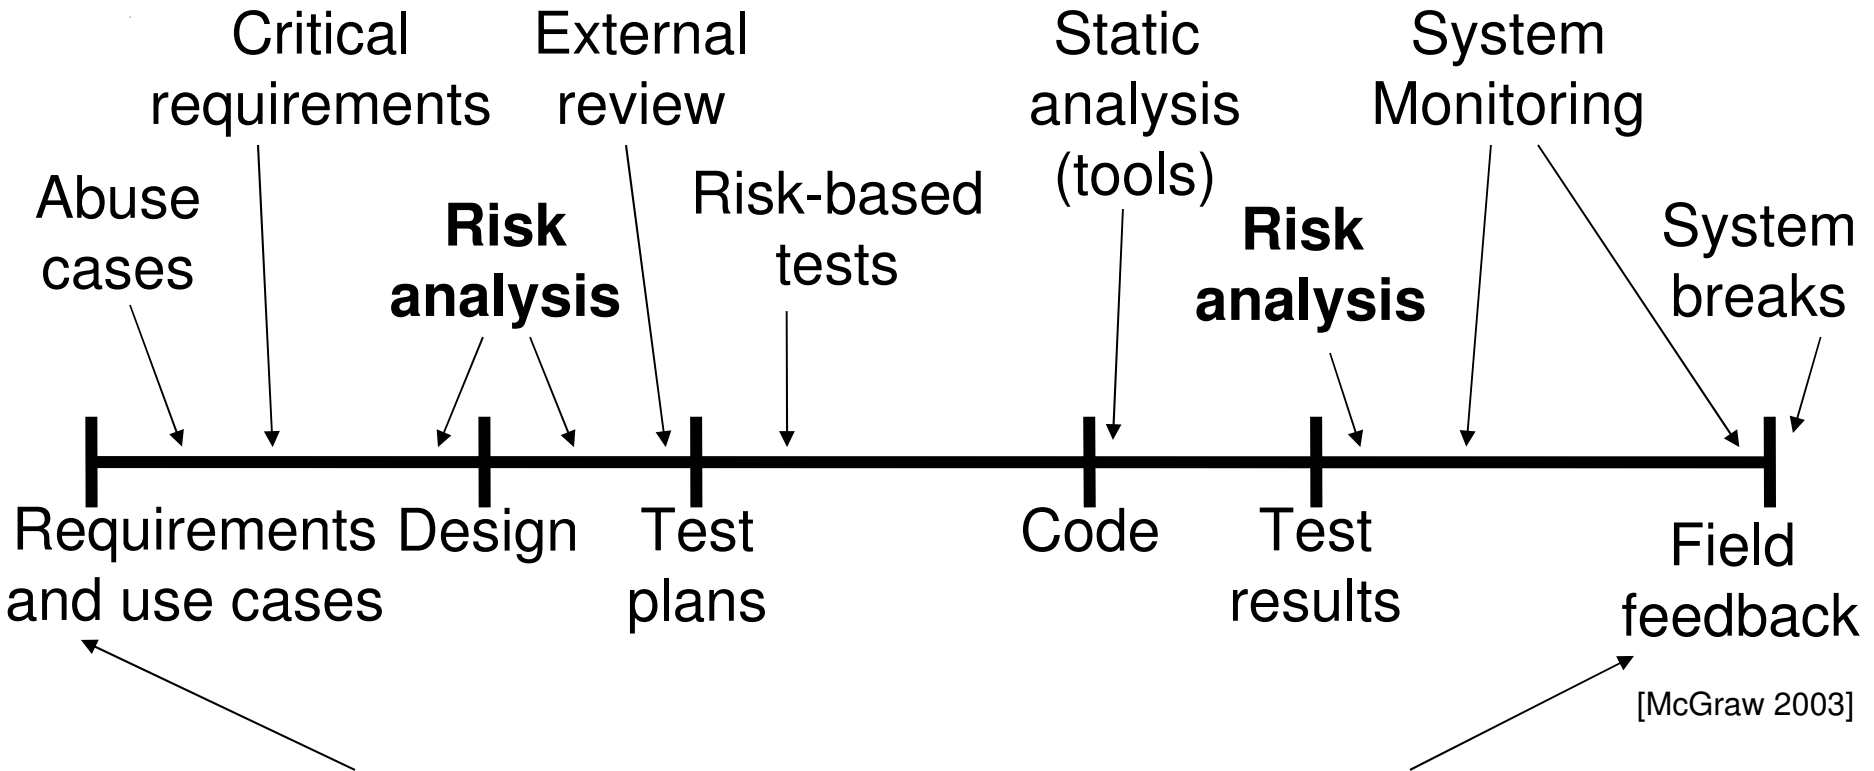 Critical
requirements
External
review
Static
analysis
(tools)
System
Monitoring
Abuse
cases
Risk
analysis
Risk-based
tests
Risk
analysis
System
breaks
Requirements
and use cases
Design
Test
plans
Code
Test
results
Field
feedback
[McGraw 2003]